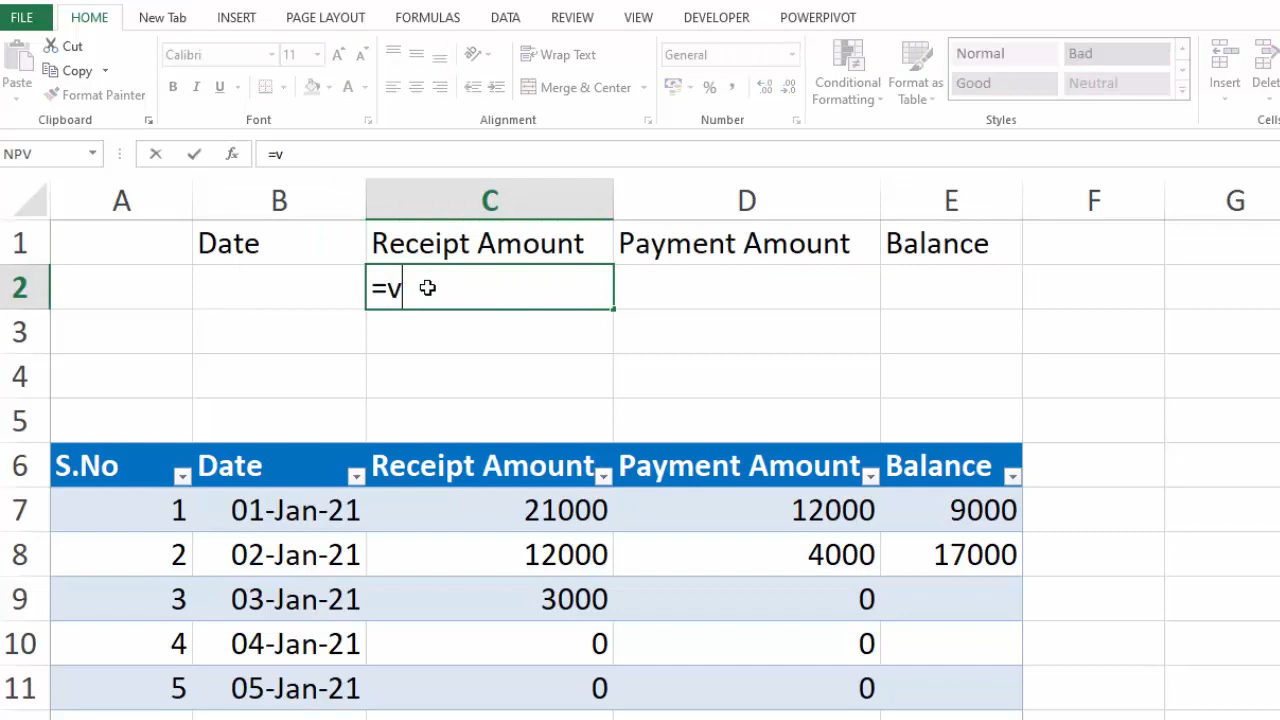 FILE HOME New Tab INSERT PAGE LAYOUT FORMULAS DATA REVIEW VIEW DEVELOPER POWERPIVOT
Paste Cut
Copy
Format Painter
Clipboard
Calibri 11
B I U
Font
Wrap Text
Merge & Center
Alignment
General
%
Number
Conditional Formatting
Format as Table
Normal Bad
Good Neutral
Styles
Insert
NPV =v
A B C D E F G
1 Date Receipt Amount Payment Amount Balance
2 =v
3
4
5
6 S.No Date Receipt Amount Payment Amount Balance
7 1 01-Jan-21 21000 12000 9000
8 2 02-Jan-21 12000 4000 17000
9 3 03-Jan-21 3000 0
10 4 04-Jan-21 0 0
11 5 05-Jan-21 0 0